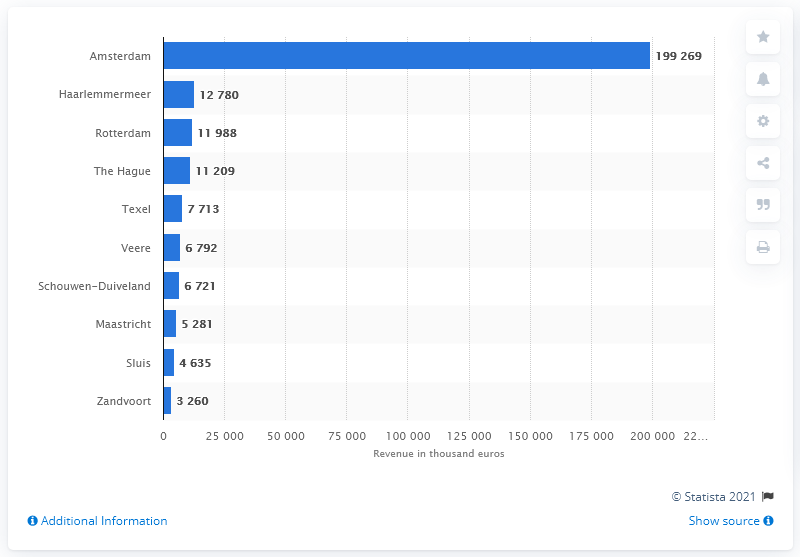 Amsterdam 199 269
Haarlemmermeer 12 780
Rotterdam 11 988
The Hague 11 209
Texel 7 713
Veere 6 792
Schouwen-Duiveland 6 721
Maastricht 5 281
Sluis 4 635
Zandvoort 3 260
0 25 000 50 000 75 000 100 000 125 000 150 000 175 000 200 000 22...
Revenue in thousand euros
© Statista 2021
Additional Information Show source